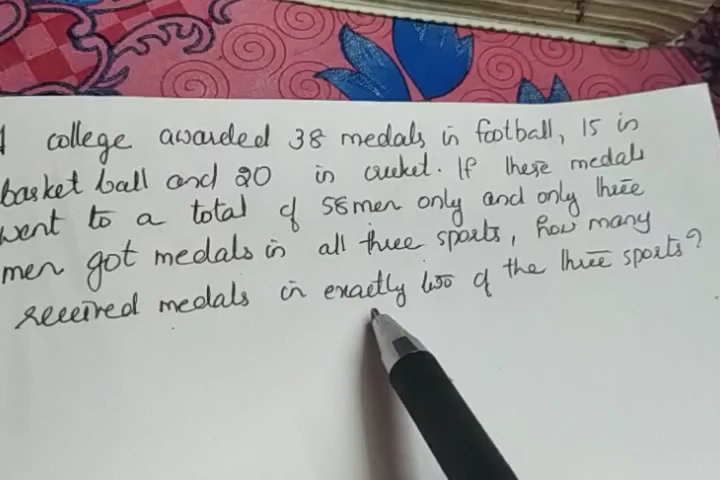 A college awarded 38 medals in football, 15 in
basket ball and 20 in cricket. If these medals
went to a total of 58 men only and only three
men got medals in all three sports, how many
received medals in exactly two of the three sports?